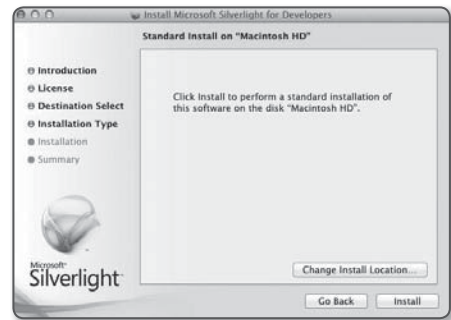 Install Microsoft Silverlight for Developers
Standard Install on "Macintosh HD"
Introduction
License
Destination Select
Installation Type
Installation
Summary
Click Install to perform a standard installation of
this software on the disk "Macintosh HD".
Microsoft®
Silverlight™
Change Install Location...
Go Back
Install